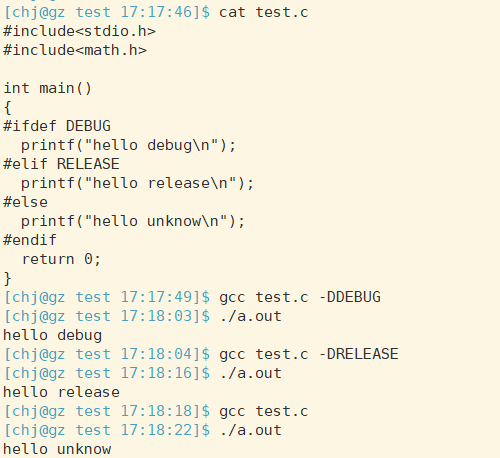 [chj@gz test 17:17:46]$ cat test.c
#include<stdio.h>
#include<math.h>
int main()
{
#ifdef DEBUG
  printf("hello debug\n");
#elif RELEASE
  printf("hello release\n");
#else
  printf("hello unknow\n");
#endif
  return 0;
}
[chj@gz test 17:17:49]$ gcc test.c -DDEBUG
[chj@gz test 17:18:03]$ ./a.out
hello debug
[chj@gz test 17:18:04]$ gcc test.c -DRELEASE
[chj@gz test 17:18:16]$ ./a.out
hello release
[chj@gz test 17:18:18]$ gcc test.c
[chj@gz test 17:18:22]$ ./a.out
hello unknow